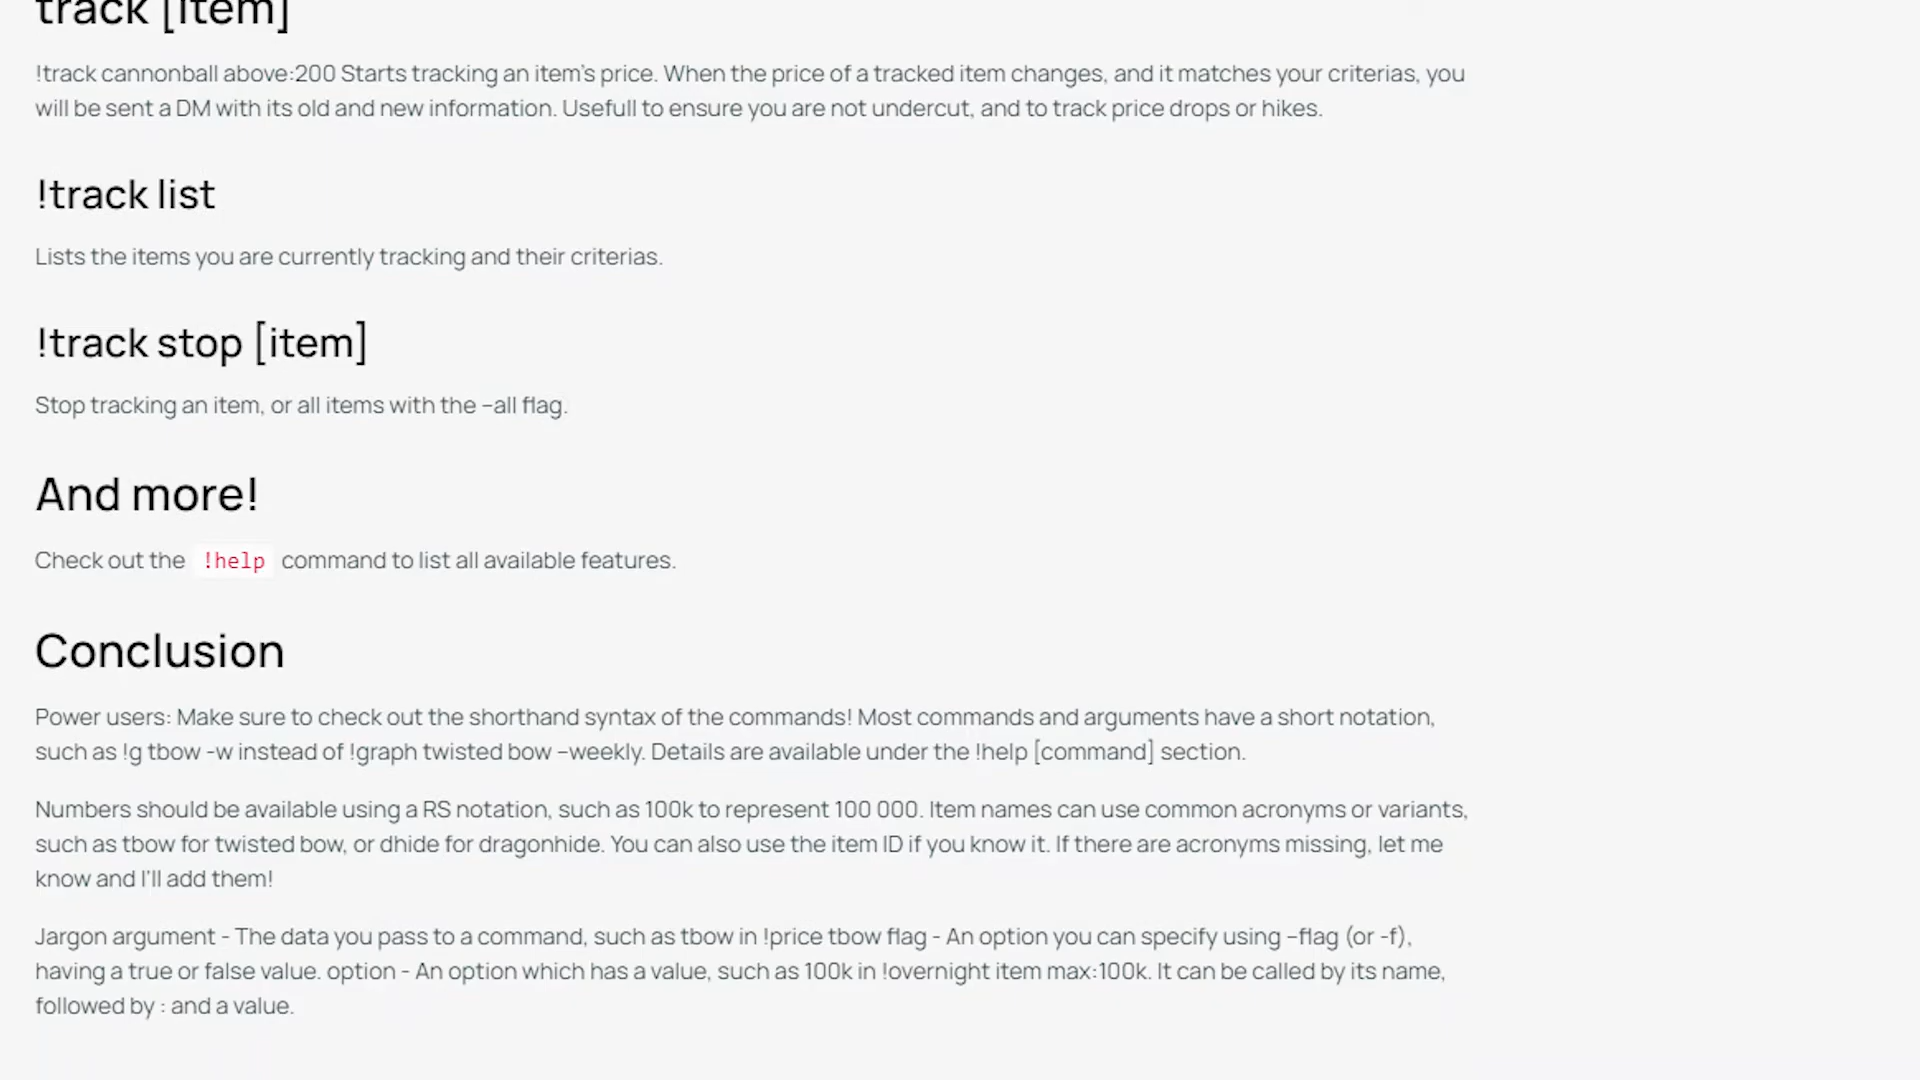 track [item]
!track cannonball above:200 Starts tracking an item's price. When the price of a tracked item changes, and it matches your criterias, you
will be sent a DM with its old and new information. Usefull to ensure you are not undercut, and to track price drops or hikes.
!track list
Lists the items you are currently tracking and their criterias.
!track stop [item]
Stop tracking an item, or all items with the –all flag.
And more!
Check out the !help command to list all available features.
Conclusion
Power users: Make sure to check out the shorthand syntax of the commands! Most commands and arguments have a short notation,
such as !g tbow -w instead of !graph twisted bow –weekly. Details are available under the !help [command] section.
Numbers should be available using a RS notation, such as 100k to represent 100 000. Item names can use common acronyms or variants,
such as tbow for twisted bow, or dhide for dragonhide. You can also use the item ID if you know it. If there are acronyms missing, let me
know and I'll add them!
Jargon argument - The data you pass to a command, such as tbow in !price tbow flag - An option you can specify using –flag (or -f),
having a true or false value. option - An option which has a value, such as 100k in !overnight item max:100k. It can be called by its name,
followed by : and a value.